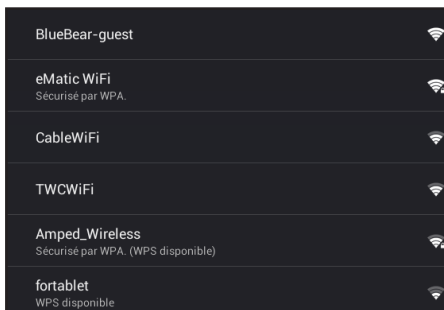 BlueBear-guest
eMatic WiFi
Sécurisé par WPA.
CableWiFi
TWCWiFi
Amped_Wireless
Sécurisé par WPA. (WPS disponible)
fortablet
WPS disponible